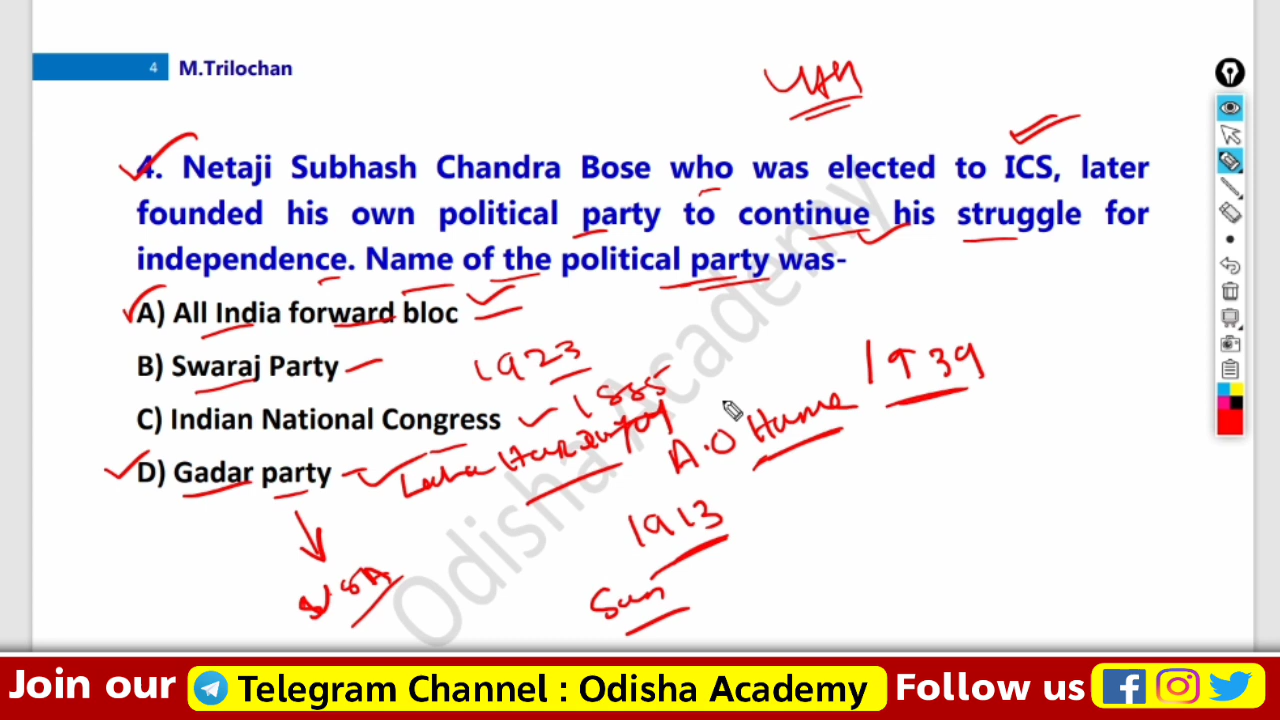 4 M.Trilochan
4. Netaji Subhash Chandra Bose who was elected to ICS, later
founded his own political party to continue his struggle for
independence. Name of the political party was-
A) All India forward bloc
B) Swaraj Party
1923
1939
C) Indian National Congress
1885
A.O Hume
D) Gadar party
Lala Hardayal
1913
USA
San
Odisha Academy
Join our Telegram Channel : Odisha Academy Follow us